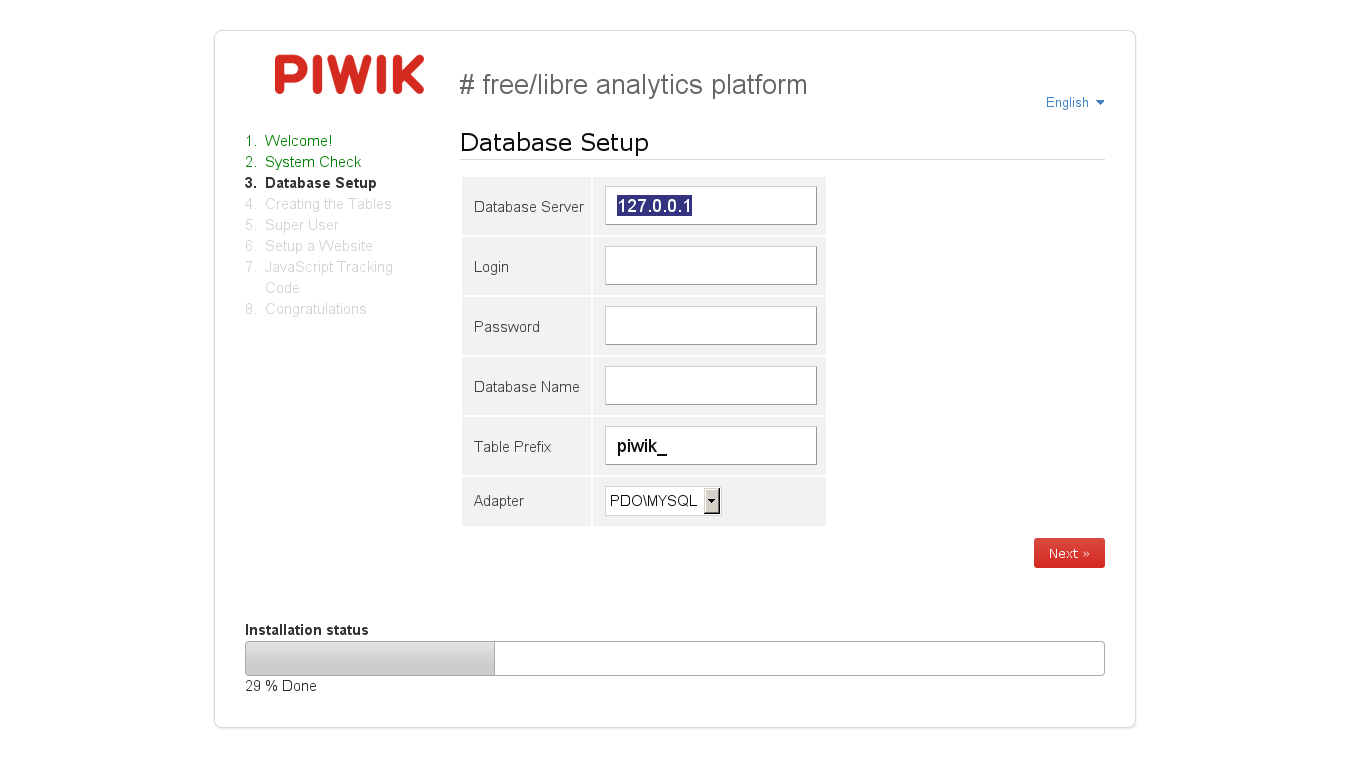 PIWIK
# free/libre analytics platform
English
1. Welcome!
2. System Check
3. Database Setup
4. Creating the Tables
5. Super User
6. Setup a Website
7. JavaScript Tracking
Code
8. Congratulations
Database Setup
Database Server 127.0.0.1
Login
Password
Database Name
Table Prefix piwik_
Adapter PDO\MYSQL
Next »
Installation status
29 % Done